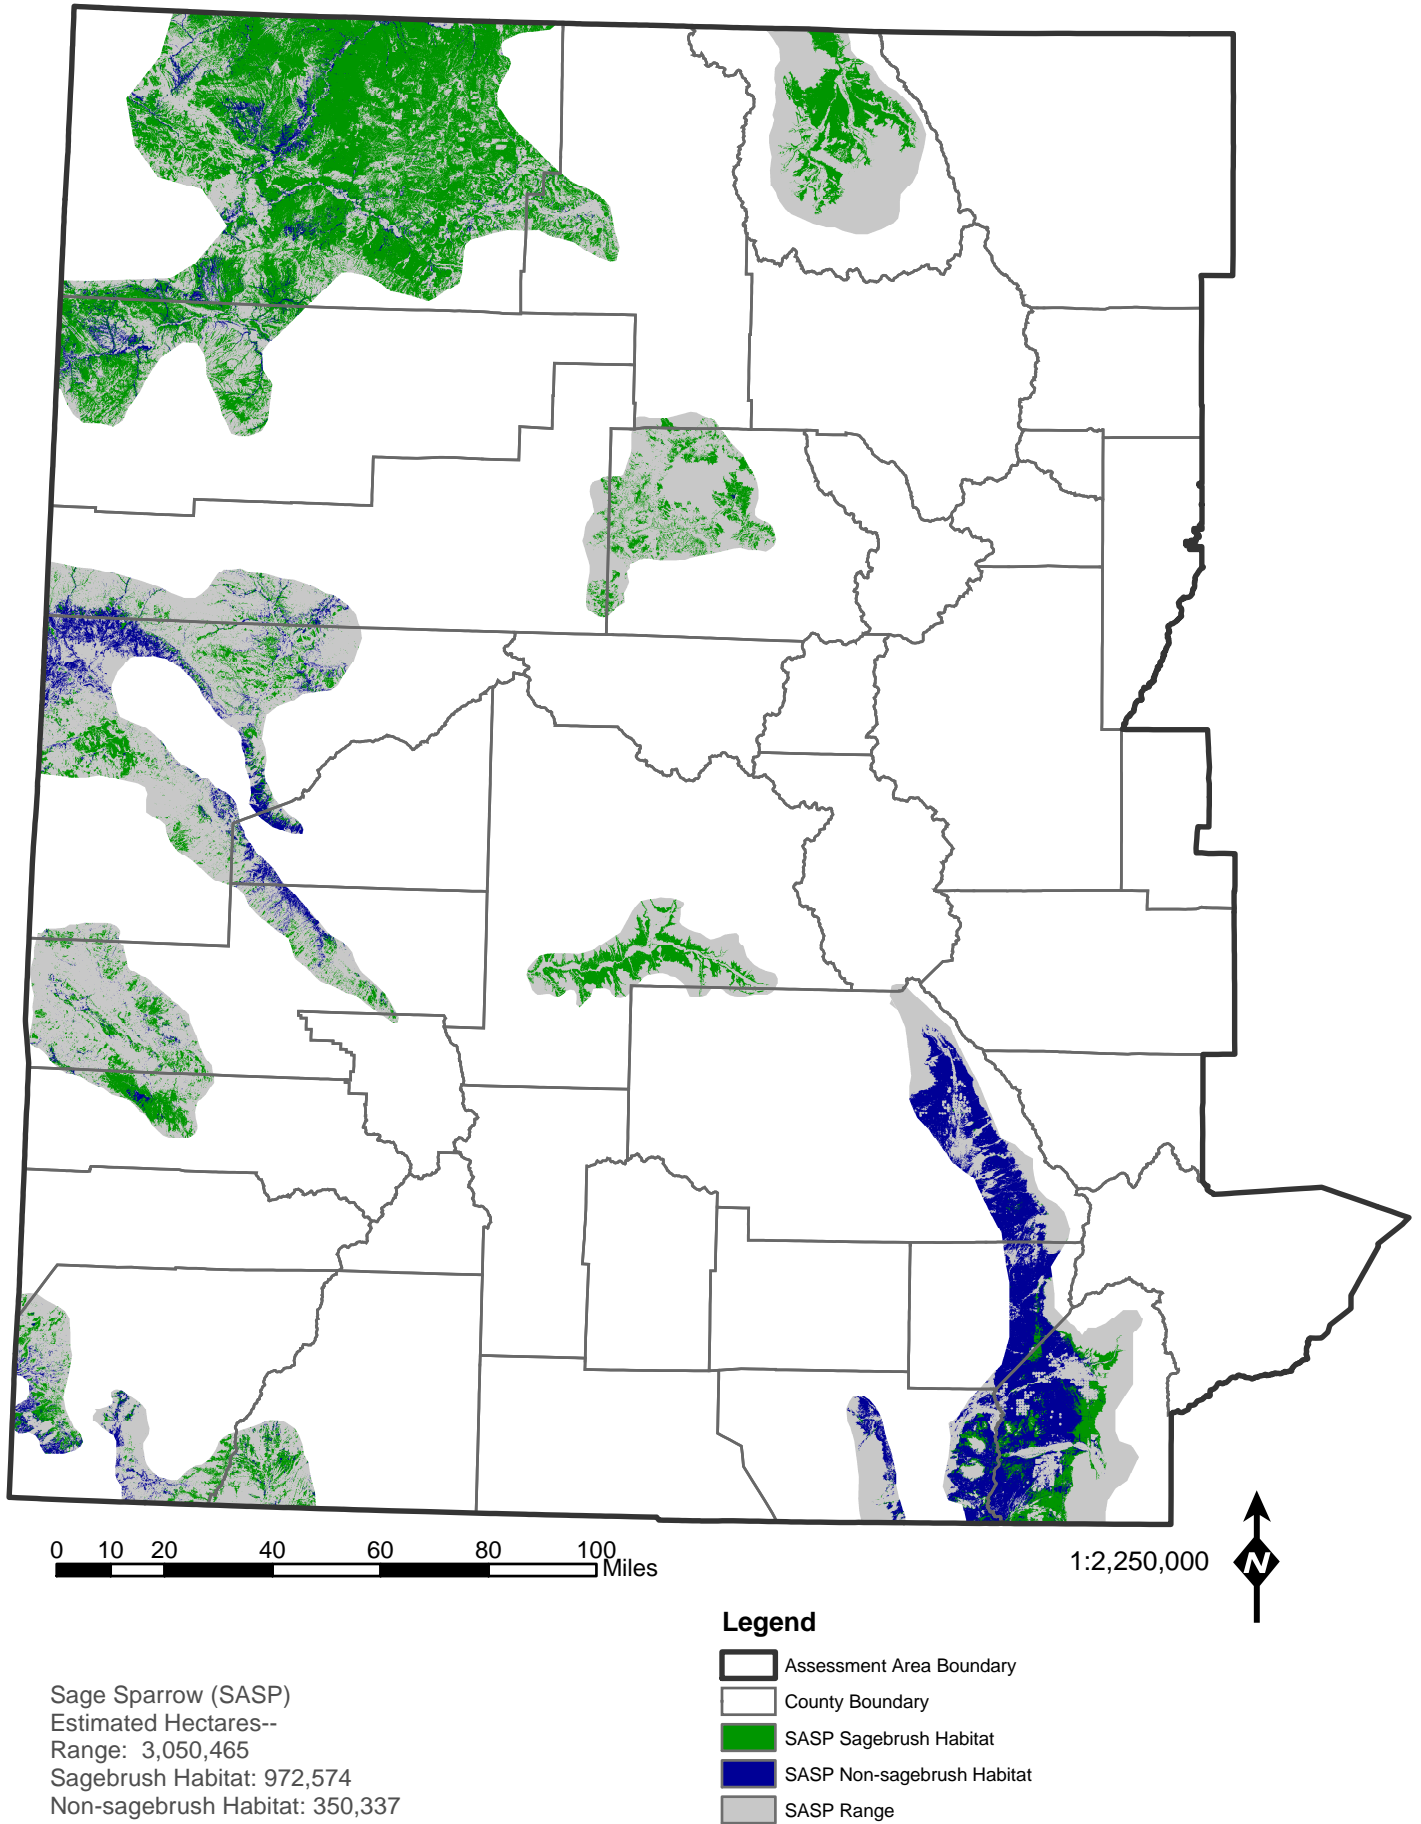 0 10 20 40 60 80 100
Miles
1:2,250,000
N
Legend
Assessment Area Boundary
County Boundary
SASP Sagebrush Habitat
SASP Non-sagebrush Habitat
SASP Range
Sage Sparrow (SASP)
Estimated Hectares--
Range: 3,050,465
Sagebrush Habitat: 972,574
Non-sagebrush Habitat: 350,337